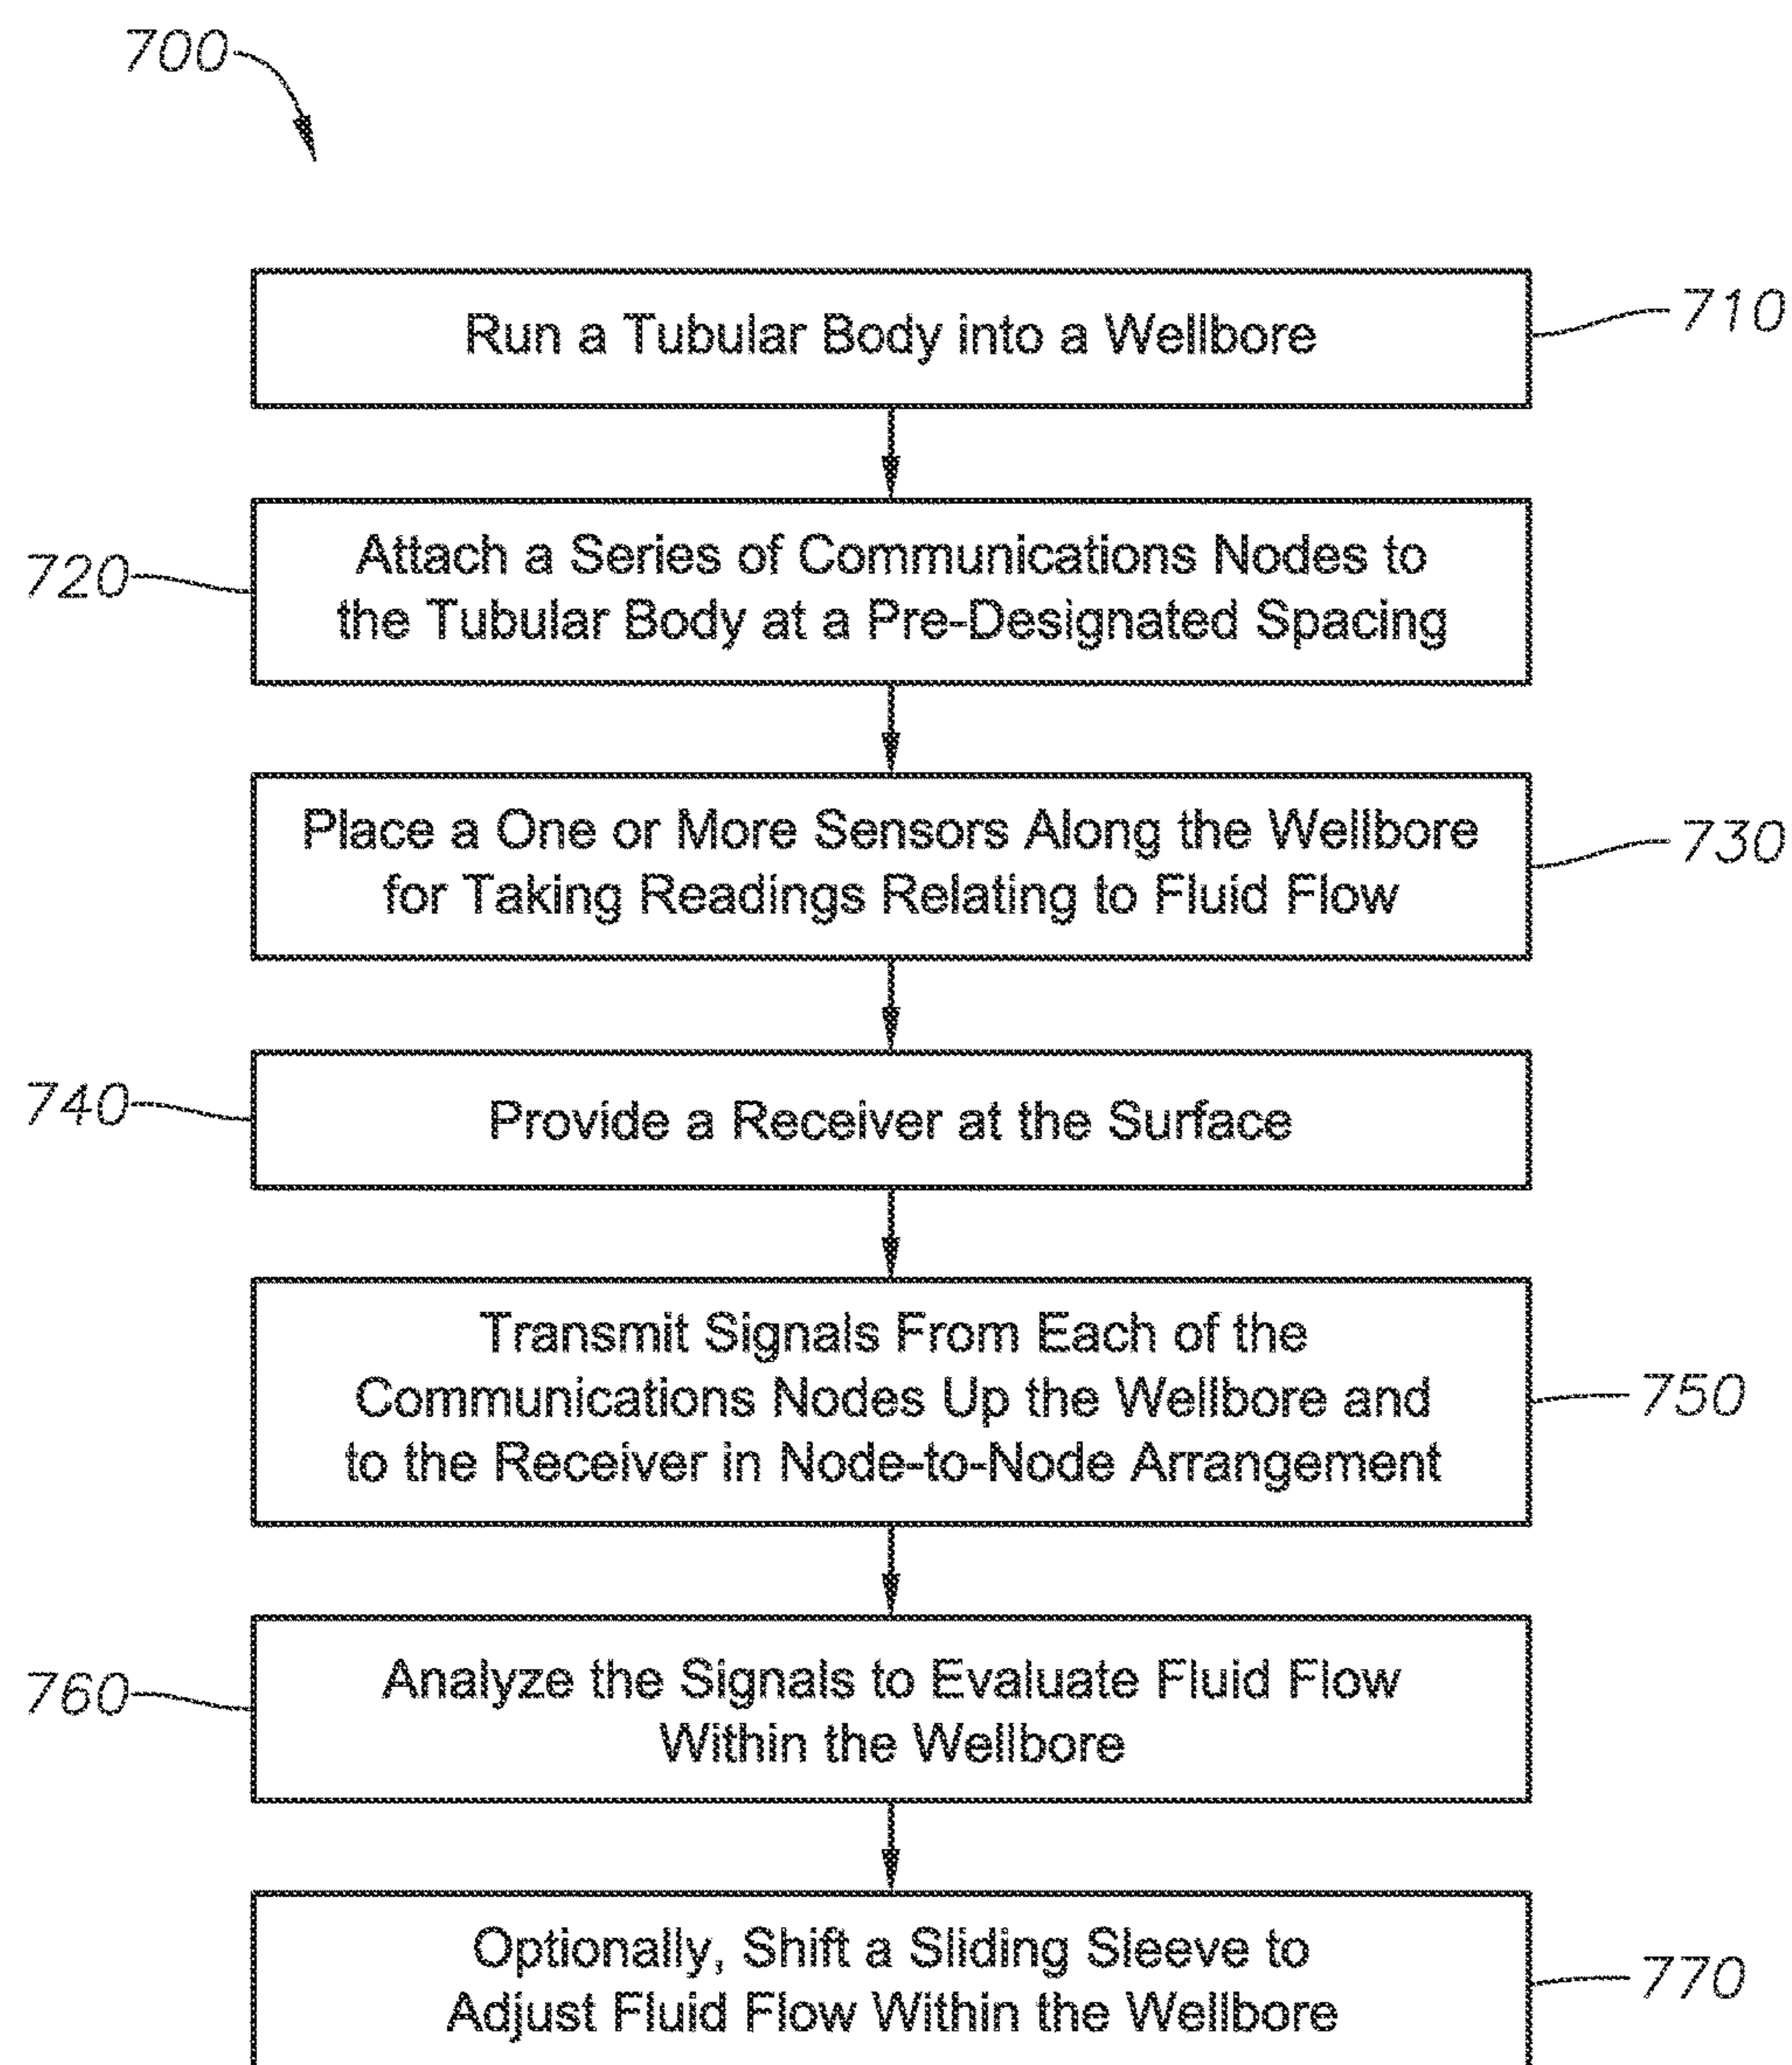 700
Run a Tubular Body into a Wellbore
710
Attach a Series of Communications Nodes to
the Tubular Body at a Pre-Designated Spacing
720
Place a One or More Sensors Along the Wellbore
for Taking Readings Relating to Fluid Flow
730
Provide a Receiver at the Surface
740
Transmit Signals From Each of the
Communications Nodes Up the Wellbore and
to the Receiver in Node-to-Node Arrangement
750
Analyze the Signals to Evaluate Fluid Flow
Within the Wellbore
760
Optionally, Shift a Sliding Sleeve to
Adjust Fluid Flow Within the Wellbore
770